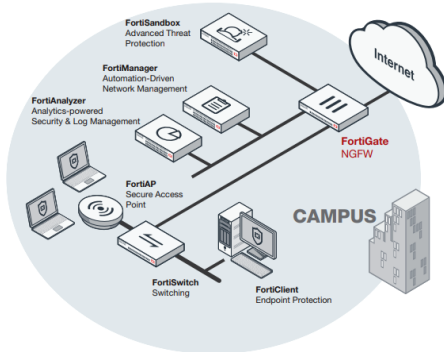 FortiSandbox
Advanced Threat
Protection
Internet
FortiManager
Automation-Driven
Network Management
FortiAnalyzer
Analytics-powered
Security & Log Management
FortiGate
NGFW
FortiAP
Secure Access
Point
CAMPUS
FortiSwitch
Switching
FortiClient
Endpoint Protection